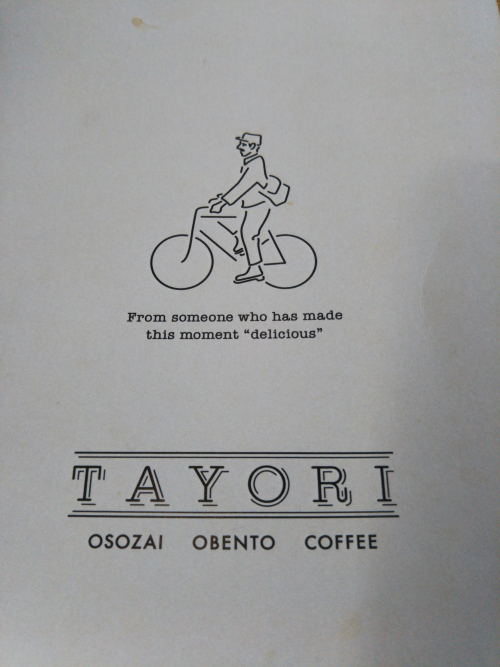 From someone who has made
this moment “delicious”
TAYORI
OSOZAI OBENTO COFFEE